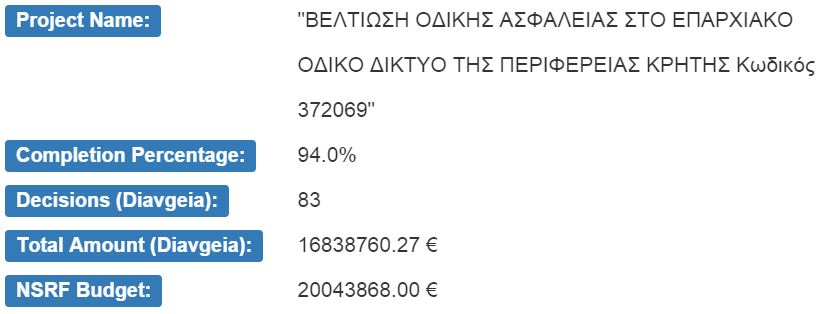 Project Name: "ΒΕΛΤΙΩΣΗ ΟΔΙΚΗΣ ΑΣΦΑΛΕΙΑΣ ΣΤΟ ΕΠΑΡΧΙΑΚΟ
ΟΔΙΚΟ ΔΙΚΤΥΟ ΤΗΣ ΠΕΡΙΦΕΡΕΙΑΣ ΚΡΗΤΗΣ Κωδικός
372069"
Completion Percentage: 94.0%
Decisions (Diavgeia): 83
Total Amount (Diavgeia): 16838760.27 €
NSRF Budget: 20043868.00 €